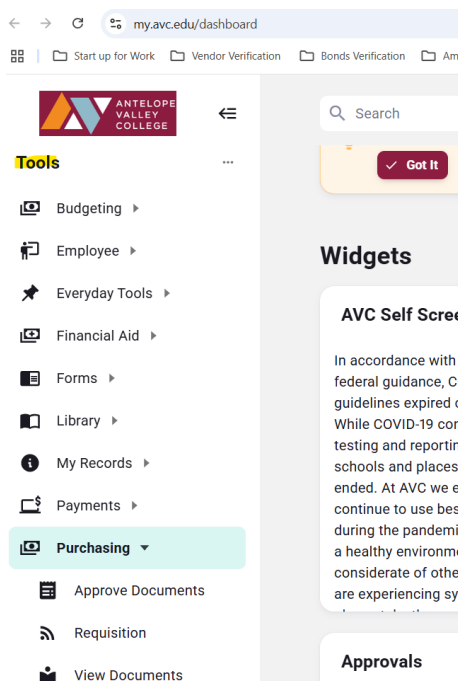 my.avc.edu/dashboard
Start up for Work
Vendor Verification
Bonds Verification
Am
ANTELOPE
VALLEY
COLLEGE
Tools
Budgeting
Employee
Everyday Tools
Financial Aid
Forms
Library
My Records
Payments
Purchasing
Approve Documents
Requisition
View Documents
Search
Got It
Widgets
AVC Self Scree
In accordance with
federal guidance, C
guidelines expired
While COVID-19 cor
testing and reportin
schools and places
ended. At AVC we e
continue to use bes
during the pandemi
a healthy environme
considerate of othe
are experiencing sy
Approvals